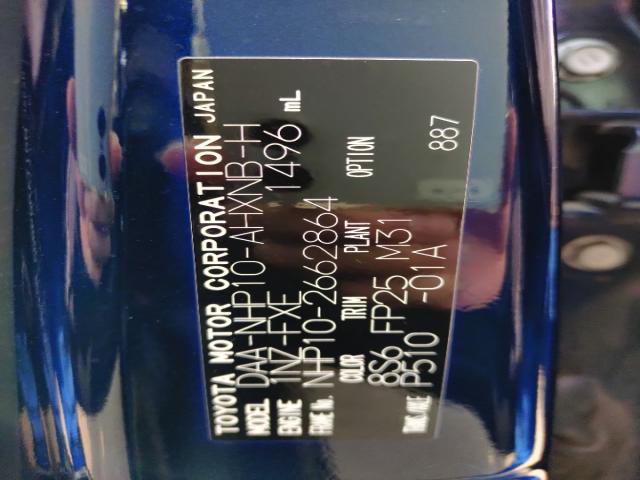 TOYOTA MOTOR CORPORATION JAPAN
MODEL DAA-NHP10-AHXNB-H
ENGINE 1NZ-FXE 1496 mL
FRAME No. NHP10-2662864
COLOR TRIM PLANT OPTION
8S6 FP25 M31
TRANS./AXLE P510 -01A 887